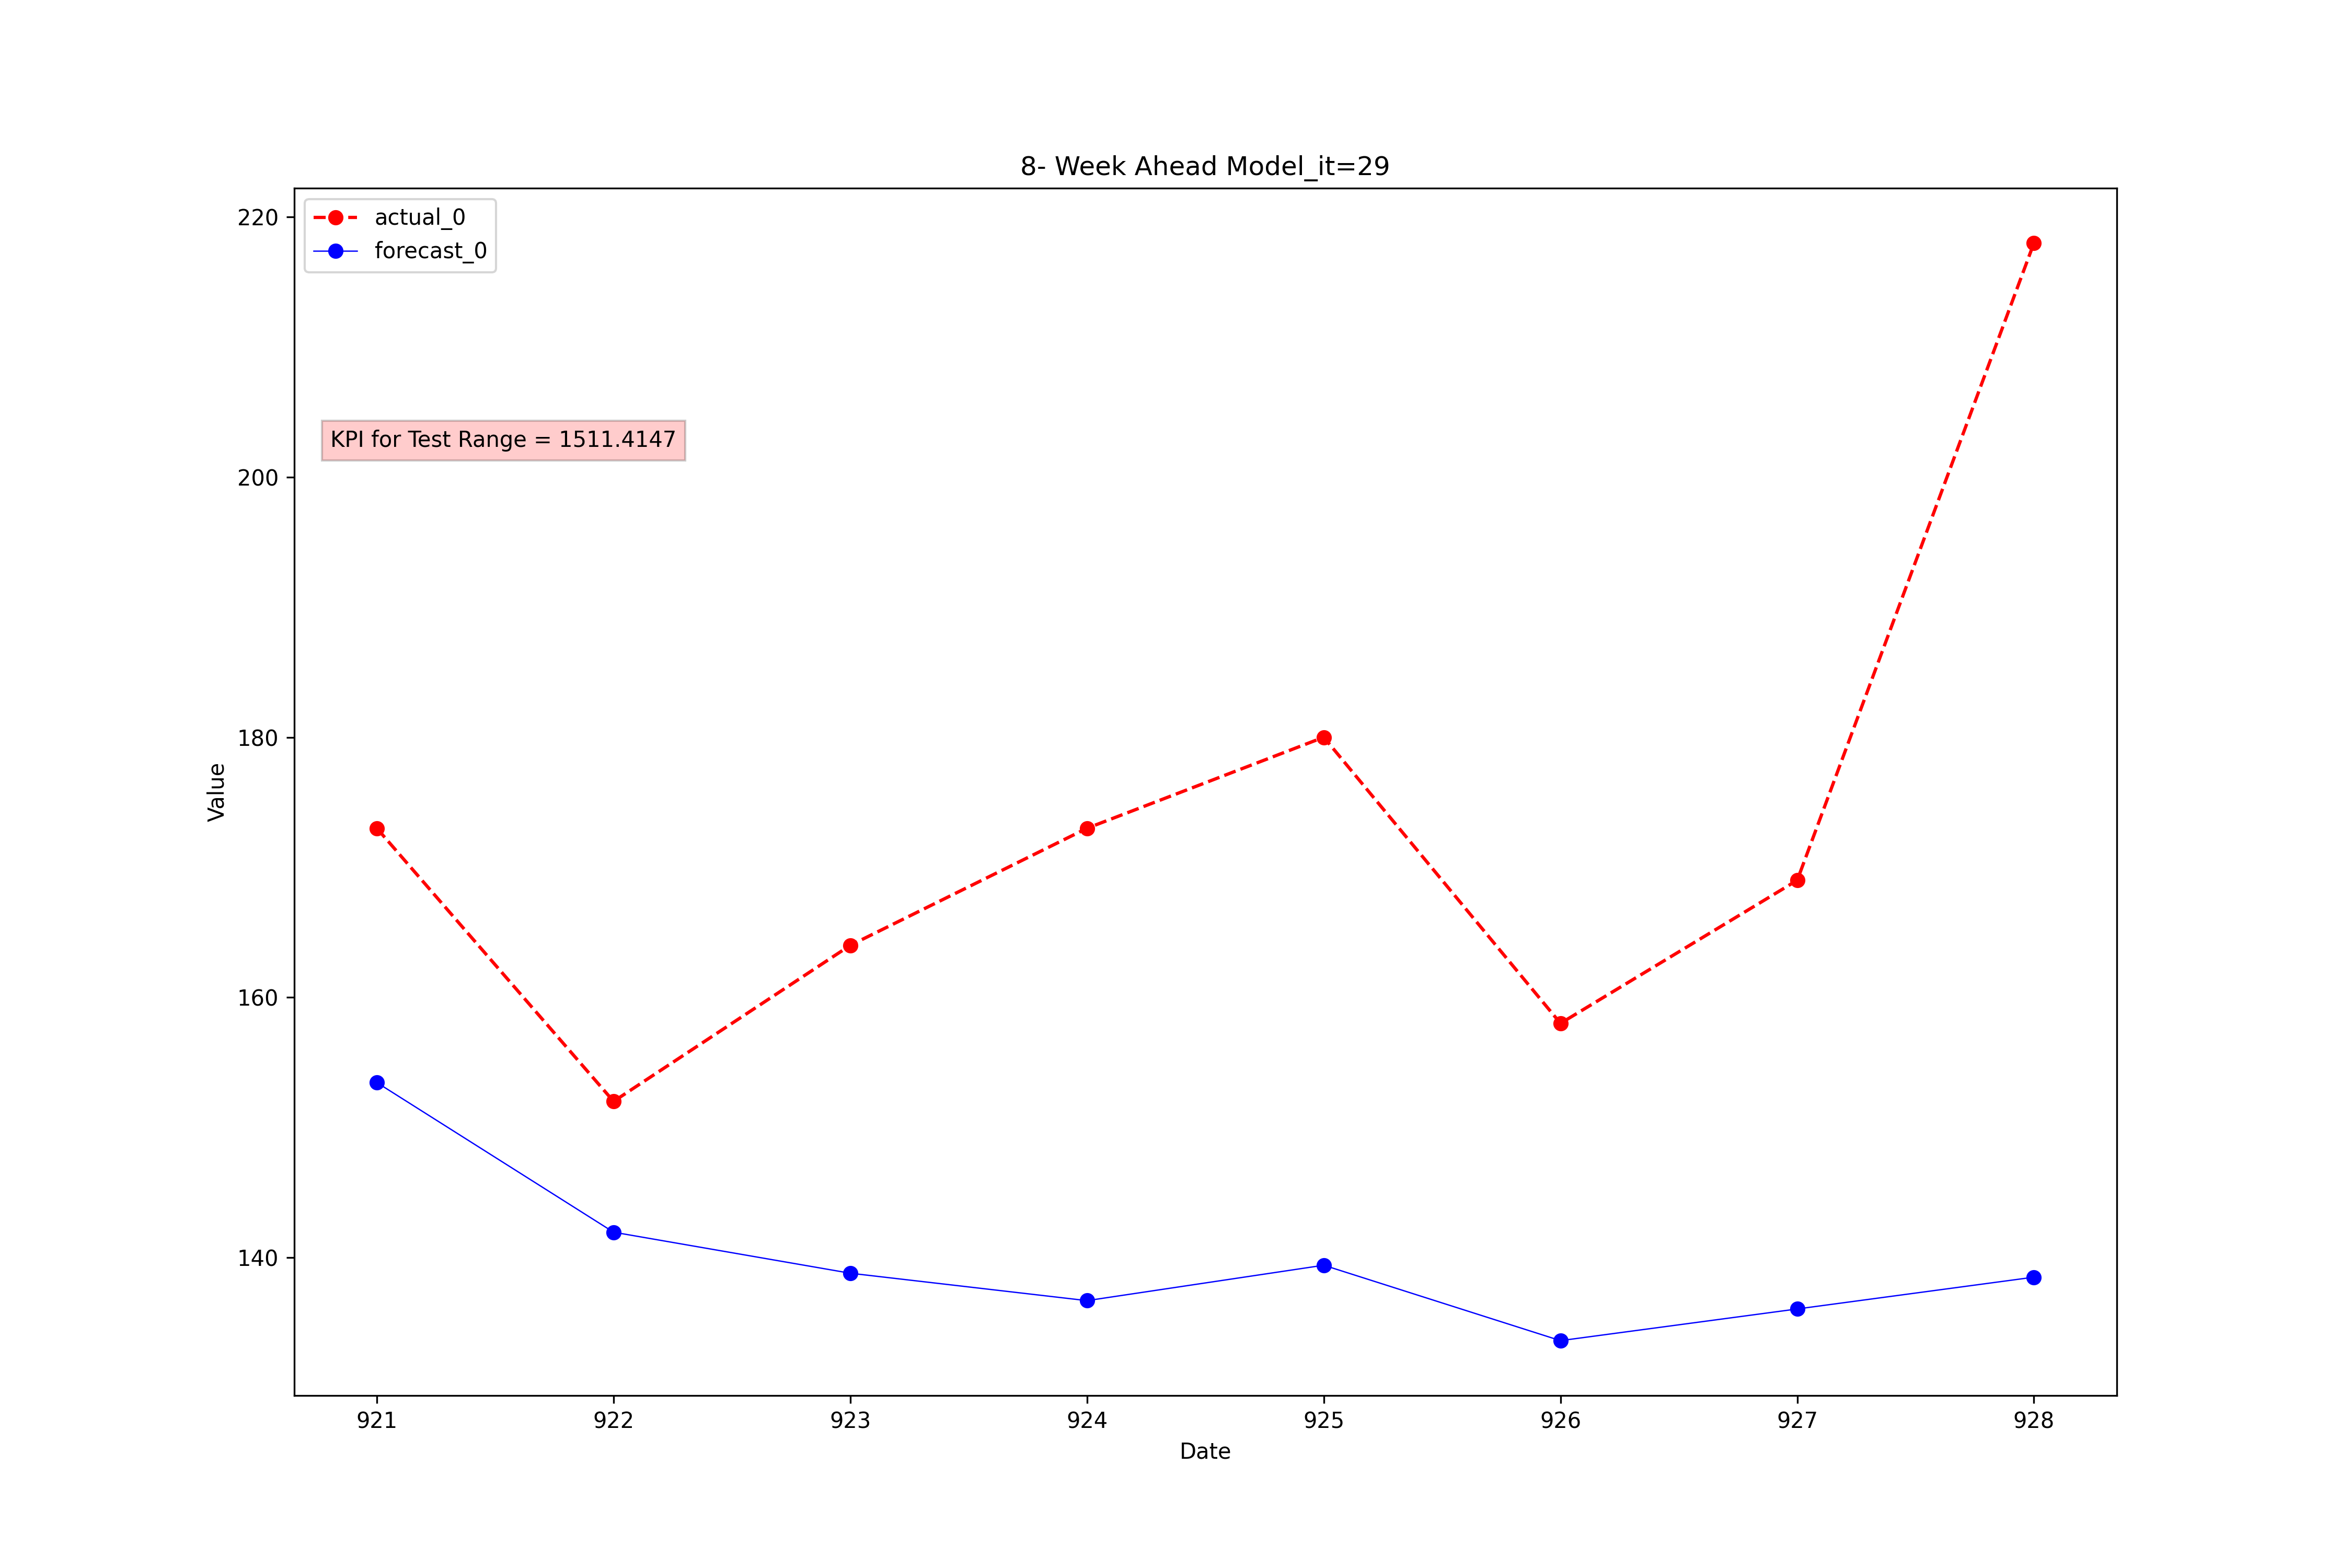 8- Week Ahead Model_it=29
220
actual_0
forecast_0
KPI for Test Range = 1511.4147
200
180
Value
160
140
921 922 923 924 925 926 927 928
Date